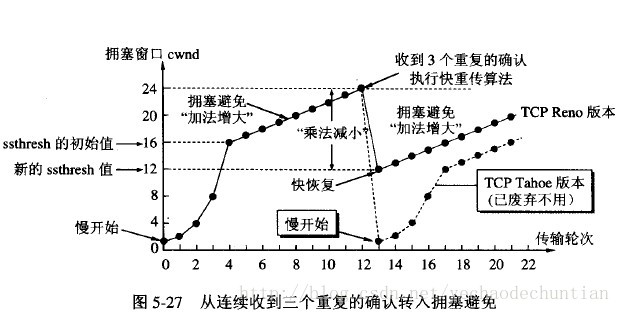 拥塞窗口 cwnd
收到 3 个重复的确认
执行快重传算法
24
20
16
12
8
4
0
ssthresh 的初始值
新的 ssthresh 值
慢开始
拥塞避免
“加法增大”
“乘法减小”
拥塞避免
“加法增大”
TCP Reno 版本
快恢复
慢开始
TCP Tahoe 版本
（已废弃不用）
0 2 4 6 8 10 12 14 16 18 20 22
传输轮次
http://blog.csdn.net/yechaodechuntian
图 5-27 从连续收到三个重复的确认转入拥塞避免